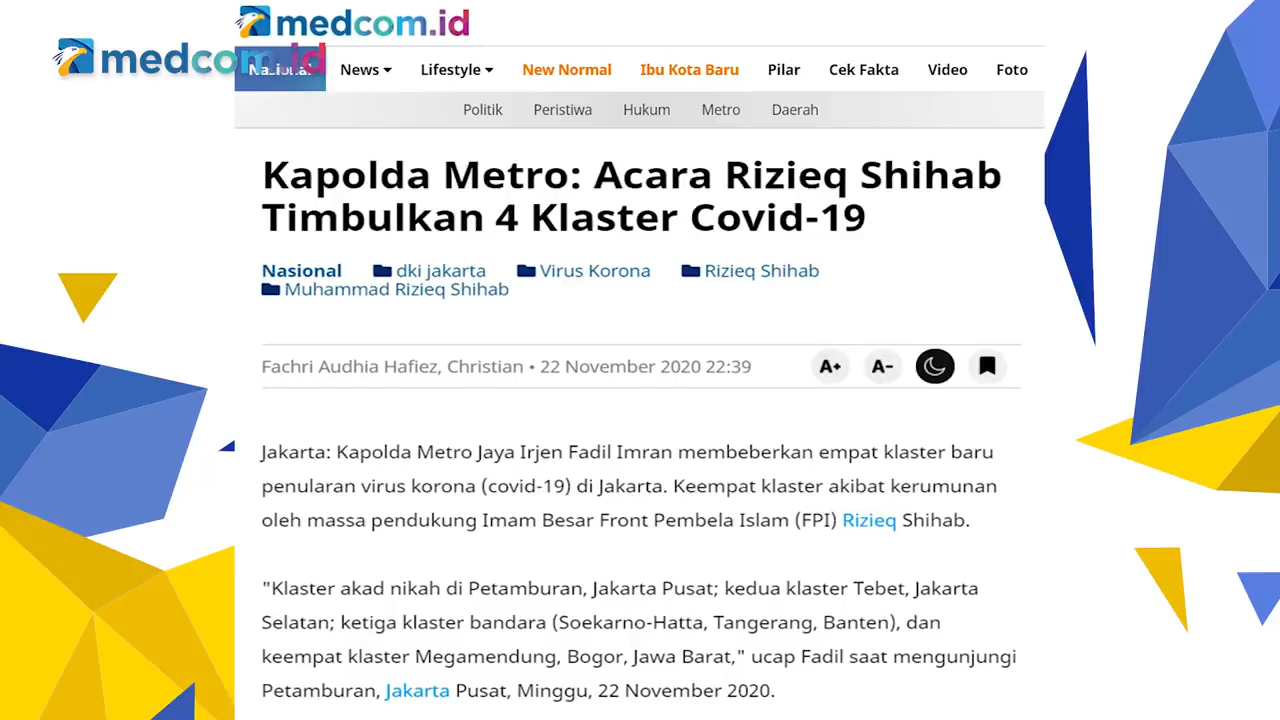 medcom.id
medcom.id
Nasional News Lifestyle New Normal Ibu Kota Baru Pilar Cek Fakta Video Foto
Politik Peristiwa Hukum Metro Daerah
Kapolda Metro: Acara Rizieq Shihab
Timbulkan 4 Klaster Covid-19
Nasional dki jakarta Virus Korona Rizieq Shihab
Muhammad Rizieq Shihab
Fachri Audhia Hafiez, Christian • 22 November 2020 22:39 A+ A-
Jakarta: Kapolda Metro Jaya Irjen Fadil Imran membeberkan empat klaster baru
penularan virus korona (covid-19) di Jakarta. Keempat klaster akibat kerumunan
oleh massa pendukung Imam Besar Front Pembela Islam (FPI) Rizieq Shihab.
"Klaster akad nikah di Petamburan, Jakarta Pusat; kedua klaster Tebet, Jakarta
Selatan; ketiga klaster bandara (Soekarno-Hatta, Tangerang, Banten), dan
keempat klaster Megamendung, Bogor, Jawa Barat," ucap Fadil saat mengunjungi
Petamburan, Jakarta Pusat, Minggu, 22 November 2020.